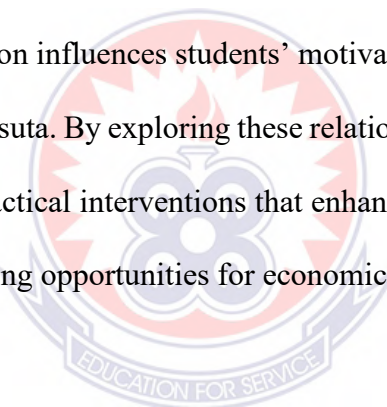 on influences students’ motiva
suta. By exploring these relatio
ctical interventions that enhan
ng opportunities for economic
EDUCATION FOR SERVICE